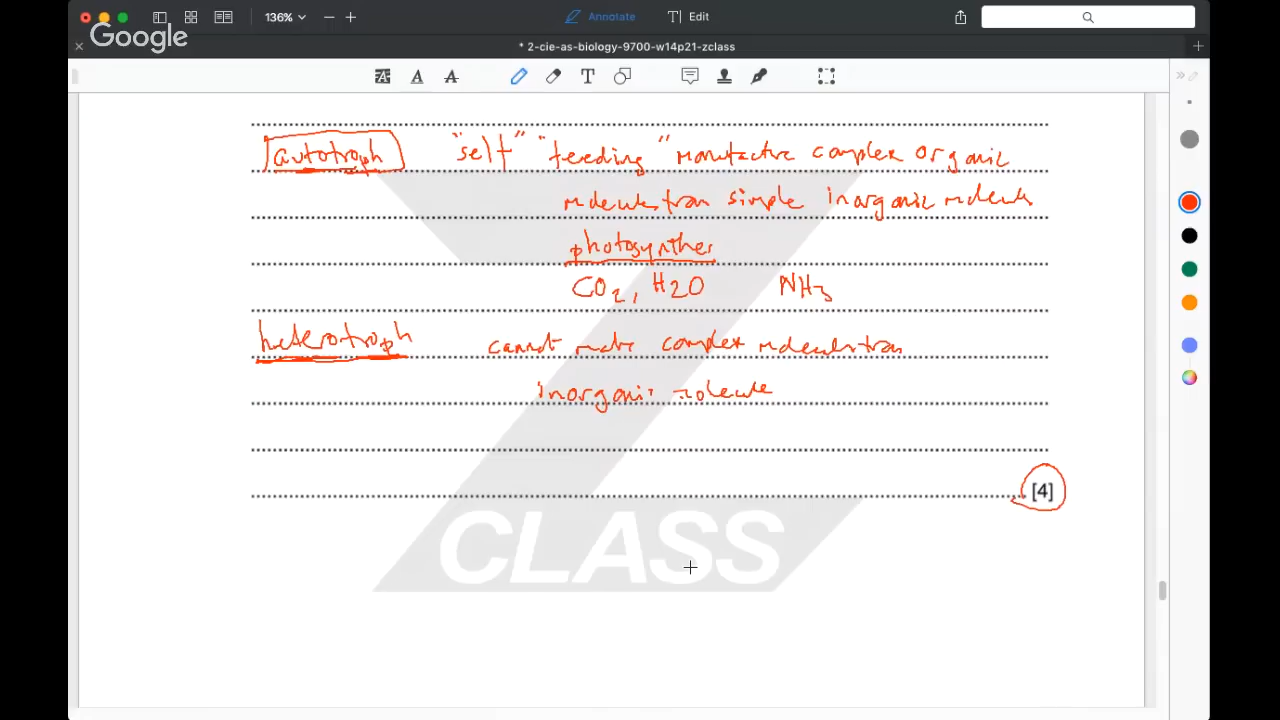 136%
Annotate
Edit
Google
* 2-cie-as-biology-9700-w14p21-zclass
autotroph "self" "feeding" manufacture complex organic
molecules from simple inorganic molecules
photosynthes
CO2, H2O NH3
heterotroph cannot make complex molecules from
inorganic molecule
[4]
CLASS